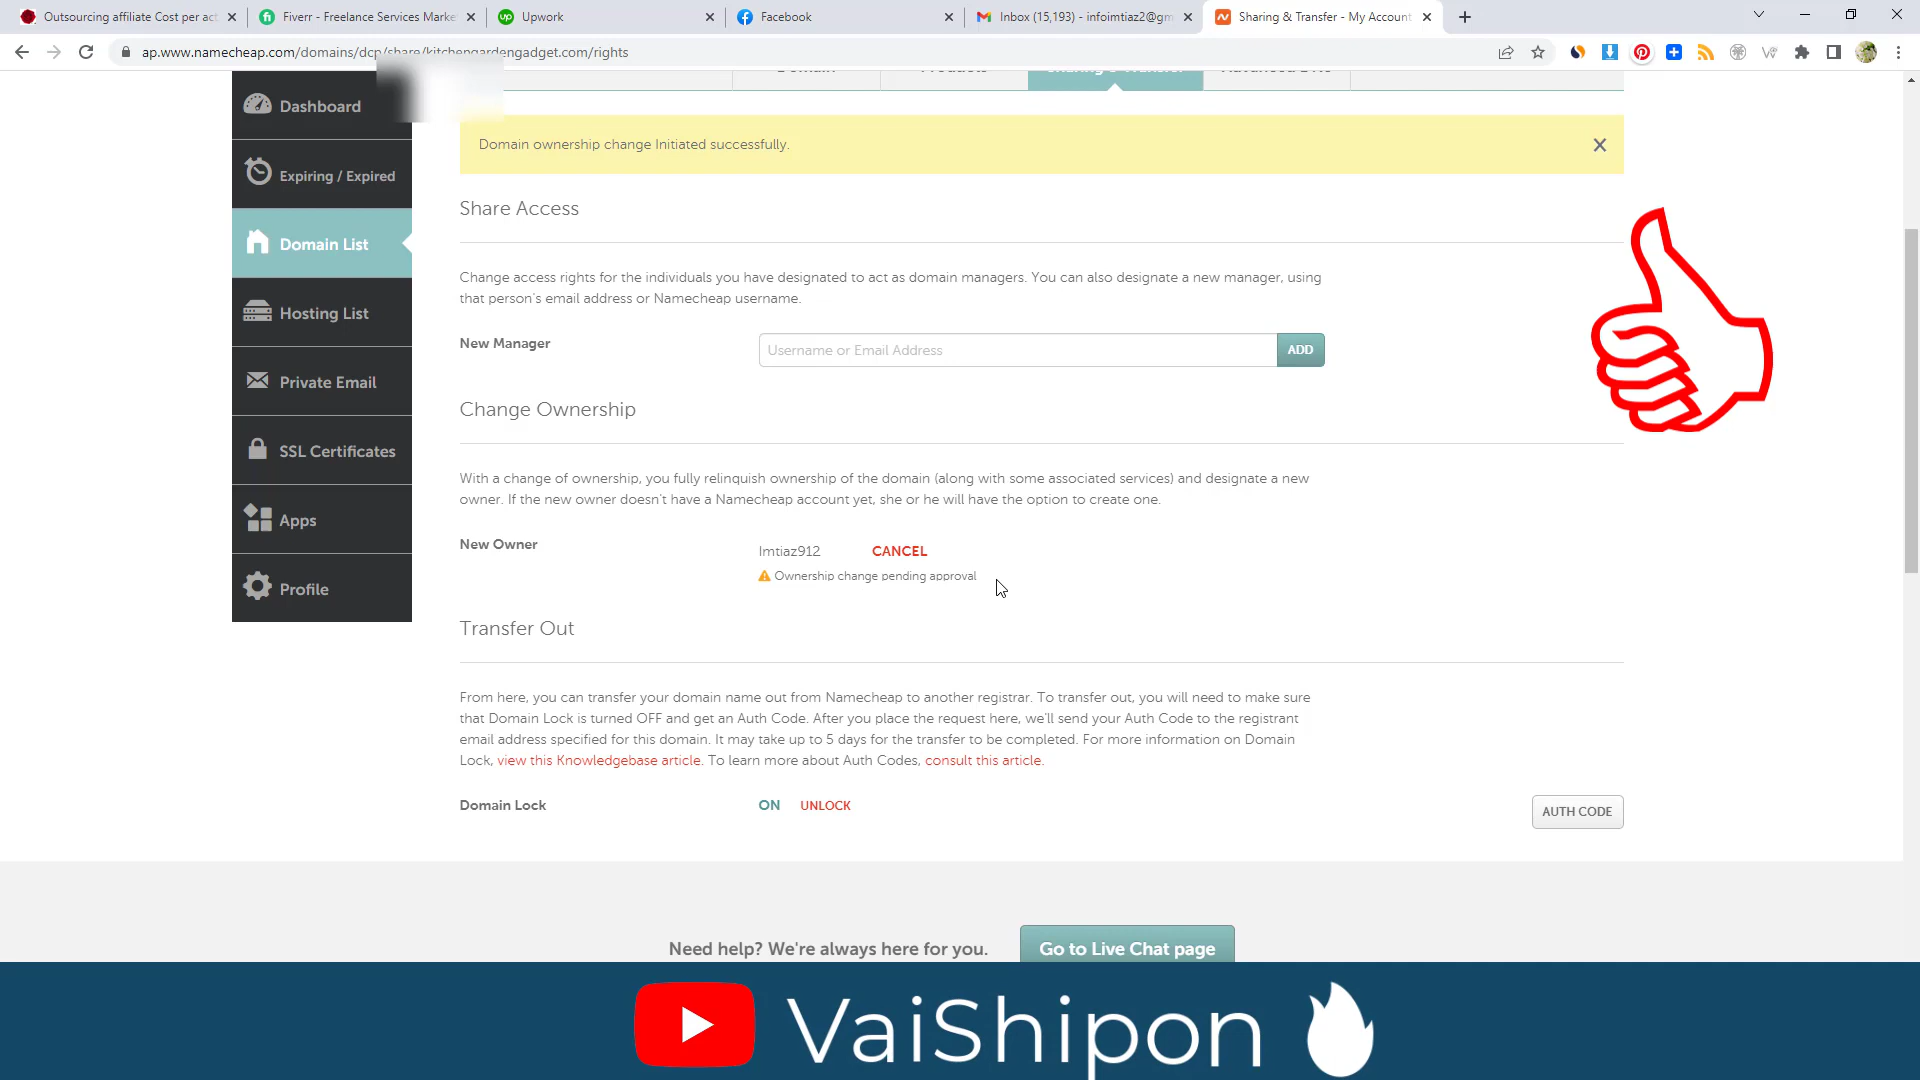 Outsourcing affiliate Cost per act
Fiverr - Freelance Services Marke
Upwork
Facebook
Inbox (15,193) - infoimtiaz2@gm
Sharing & Transfer - My Account
ap.www.namecheap.com/domains/dcp/share/kitchengardengadget.com/rights
Domain
Products
Sharing & Transfer
Advanced DNS
Dashboard
Expiring / Expired
Domain List
Hosting List
Private Email
SSL Certificates
Apps
Profile
Domain ownership change Initiated successfully.
Share Access
Change access rights for the individuals you have designated to act as domain managers. You can also designate a new manager, using
that person's email address or Namecheap username.
New Manager
Username or Email Address
ADD
Change Ownership
With a change of ownership, you fully relinquish ownership of the domain (along with some associated services) and designate a new
owner. If the new owner doesn't have a Namecheap account yet, she or he will have the option to create one.
New Owner
Imtiaz912
CANCEL
Ownership change pending approval
Transfer Out
From here, you can transfer your domain name out from Namecheap to another registrar. To transfer out, you will need to make sure
that Domain Lock is turned OFF and get an Auth Code. After you place the request here, we'll send your Auth Code to the registrant
email address specified for this domain. It may take up to 5 days for the transfer to be completed. For more information on Domain
Lock, view this Knowledgebase article. To learn more about Auth Codes, consult this article.
Domain Lock
ON
UNLOCK
AUTH CODE
Need help? We're always here for you.
Go to Live Chat page
VaiShipon